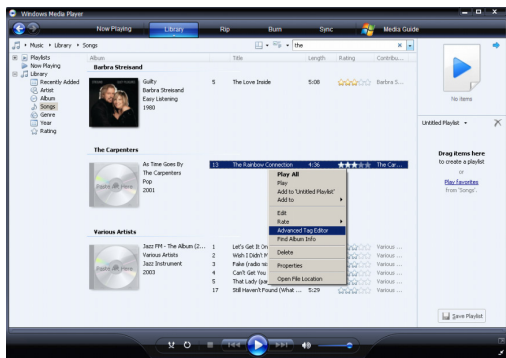 Windows Media Player
Now Playing Library Rip Burn Sync Media Guide
Music Library Songs the
Playlists
Now Playing
Library
Recently Added
Artist
Album
Songs
Genre
Year
Rating
Album Title Length Rating Contribu...
Barbra Streisand
Guilty 5 The Love Inside 5:08 Barbra S...
Barbra Streisand
Easy Listening
1980
The Carpenters
As Time Goes By 13 The Rainbow Connection 4:36 The Car...
The Carpenters
Pop
2001
Paste Art Here
Play All
Play
Add to 'Untitled Playlist'
Add to
Edit
Rate
Advanced Tag Editor
Find Album Info
Delete
Properties
Open File Location
Various Artists
Jazz FM - The Album (2... 1 Let's Get It On Various ...
Various Artists 2 Wish I Didn't Various ...
Jazz Instrument 3 Fake (radio Various ...
2003 4 Can't Get You Various ...
Paste Art Here
5 That Lady Various ...
17 Still Haven't Found (What ... 5:29 Various ...
No items
Untitled Playlist
Drag items here
to create a playlist
or
Play favorites
from 'Songs'.
Save Playlist